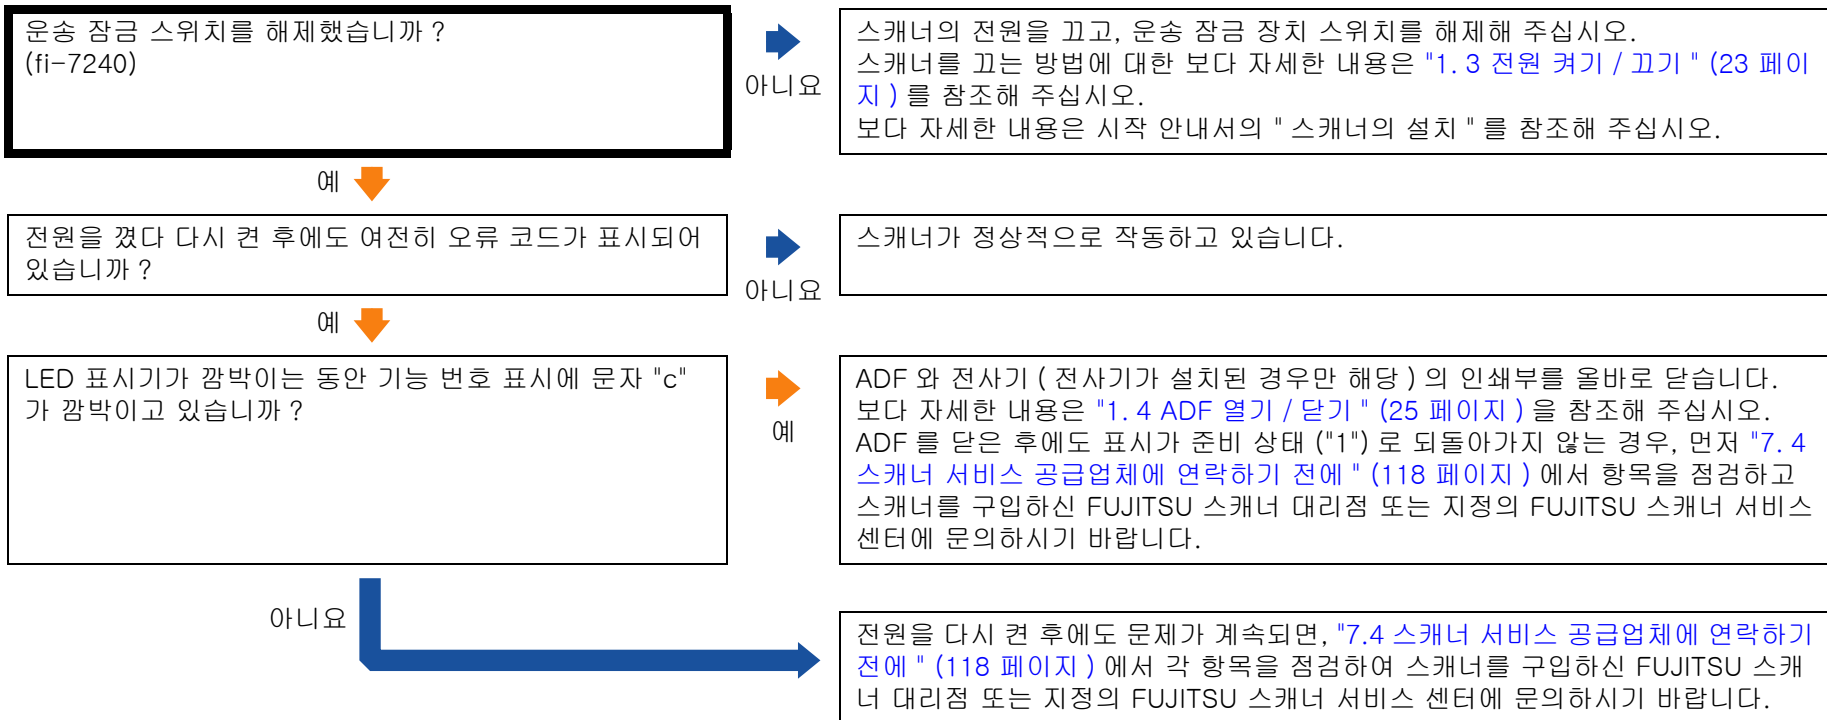 운송 잠금 스위치를 해제했습니까 ?
(fi-7240)
아니요
스캐너의 전원을 끄고, 운송 잠금 장치 스위치를 해제해 주십시오.
스캐너를 끄는 방법에 대한 보다 자세한 내용은 "1. 3 전원 켜기 / 끄기 " (23 페이
지 ) 를 참조해 주십시오.
보다 자세한 내용은 시작 안내서의 " 스캐너의 설치 " 를 참조해 주십시오.
예
전원을 껐다 다시 켠 후에도 여전히 오류 코드가 표시되어
있습니까 ?
아니요
스캐너가 정상적으로 작동하고 있습니다.
예
LED 표시기가 깜박이는 동안 기능 번호 표시에 문자 "c"
가 깜박이고 있습니까 ?
예
ADF 와 전사기 ( 전사기가 설치된 경우만 해당 ) 의 인쇄부를 올바로 닫습니다.
보다 자세한 내용은 "1. 4 ADF 열기 / 닫기 " (25 페이지 ) 을 참조해 주십시오.
ADF 를 닫은 후에도 표시가 준비 상태 ("1") 로 되돌아가지 않는 경우, 먼저 "7. 4
스캐너 서비스 공급업체에 연락하기 전에 " (118 페이지 ) 에서 항목을 점검하고
스캐너를 구입하신 FUJITSU 스캐너 대리점 또는 지정의 FUJITSU 스캐너 서비스
센터에 문의하시기 바랍니다.
아니요
전원을 다시 켠 후에도 문제가 계속되면, "7.4 스캐너 서비스 공급업체에 연락하기
전에 " (118 페이지 ) 에서 각 항목을 점검하여 스캐너를 구입하신 FUJITSU 스캐
너 대리점 또는 지정의 FUJITSU 스캐너 서비스 센터에 문의하시기 바랍니다.